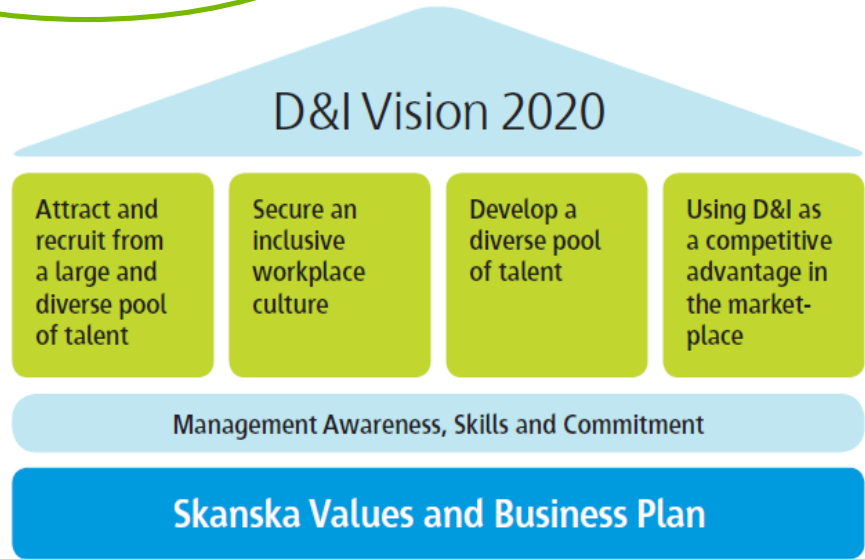 D&I Vision 2020
Attract and
recruit from
a large and
diverse pool
of talent
Secure an
inclusive
workplace
culture
Develop a
diverse pool
of talent
Using D&I as
a competitive
advantage in
the market-
place
Management Awareness, Skills and Commitment
Skanska Values and Business Plan